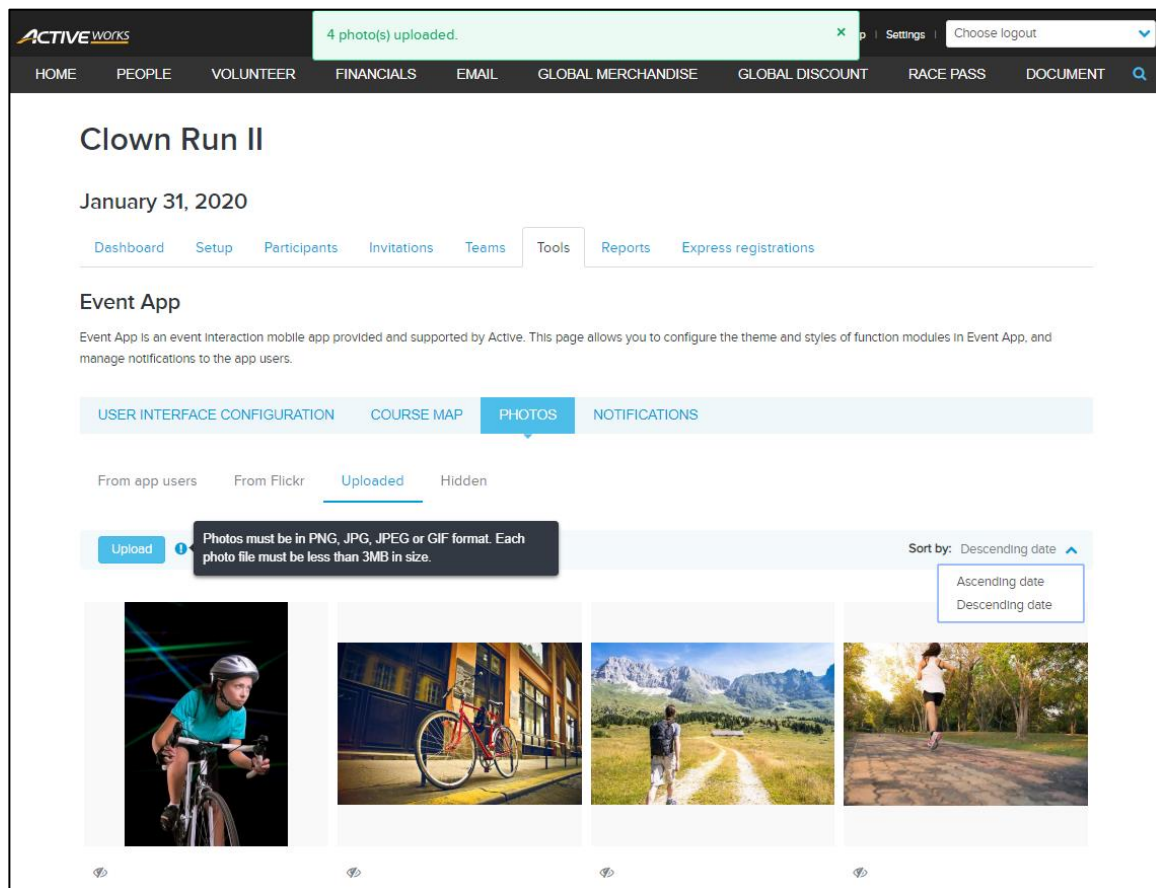 ACTIVE WORKS
4 photo(s) uploaded. ×
p | Settings | Choose logout
HOME PEOPLE VOLUNTEER FINANCIALS EMAIL GLOBAL MERCHANDISE GLOBAL DISCOUNT RACE PASS DOCUMENT
Clown Run II
January 31, 2020
Dashboard Setup Participants Invitations Teams Tools Reports Express registrations
Event App
Event App is an event interaction mobile app provided and supported by Active. This page allows you to configure the theme and styles of function modules in Event App, and
manage notifications to the app users.
USER INTERFACE CONFIGURATION COURSE MAP PHOTOS NOTIFICATIONS
From app users From Flickr Uploaded Hidden
Upload
Photos must be in PNG, JPG, JPEG or GIF format. Each
photo file must be less than 3MB in size.
Sort by: Descending date
Ascending date
Descending date